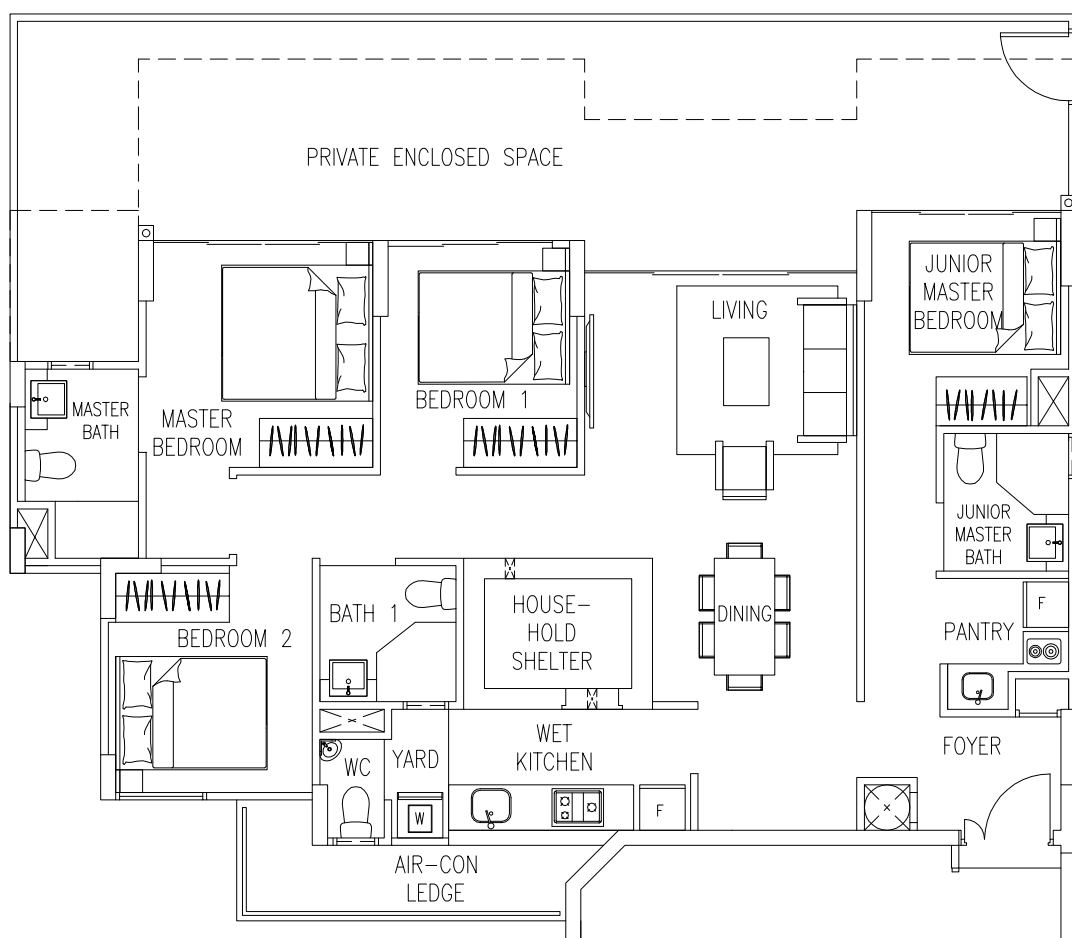 PRIVATE ENCLOSED SPACE
JUNIOR
MASTER
BEDROOM
LIVING
BEDROOM 1
MASTER
BEDROOM
MASTER
BATH
JUNIOR
MASTER
BATH
F
PANTRY
DINING
HOUSE-
HOLD
SHELTER
BATH 1
BEDROOM 2
FOYER
WET
KITCHEN
YARD
WC
W
F
AIR-CON
LEDGE